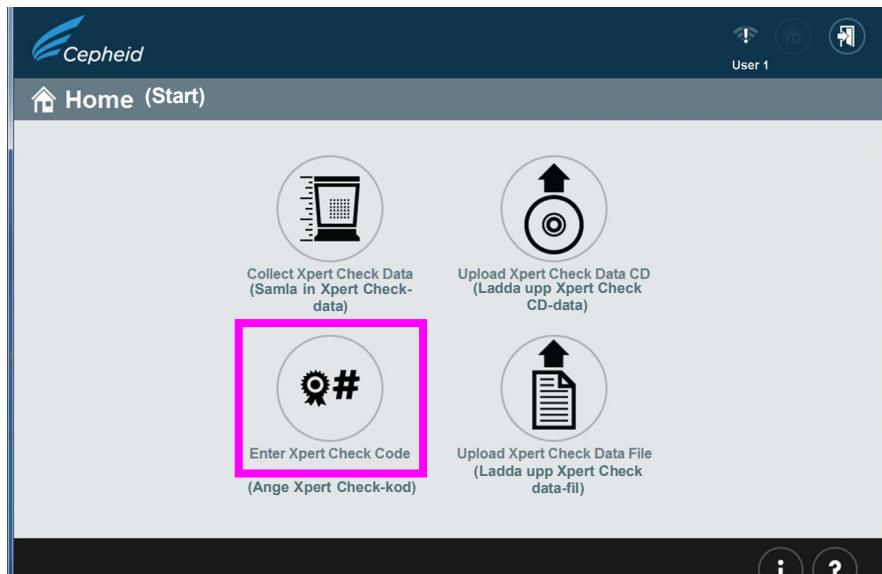 Cepheid
User 1
Home (Start)
Collect Xpert Check Data
(Samla in Xpert Check-
data)
Upload Xpert Check Data CD
(Ladda upp Xpert Check
CD-data)
#
Enter Xpert Check Code
(Ange Xpert Check-kod)
Upload Xpert Check Data File
(Ladda upp Xpert Check
data-fil)
i ?